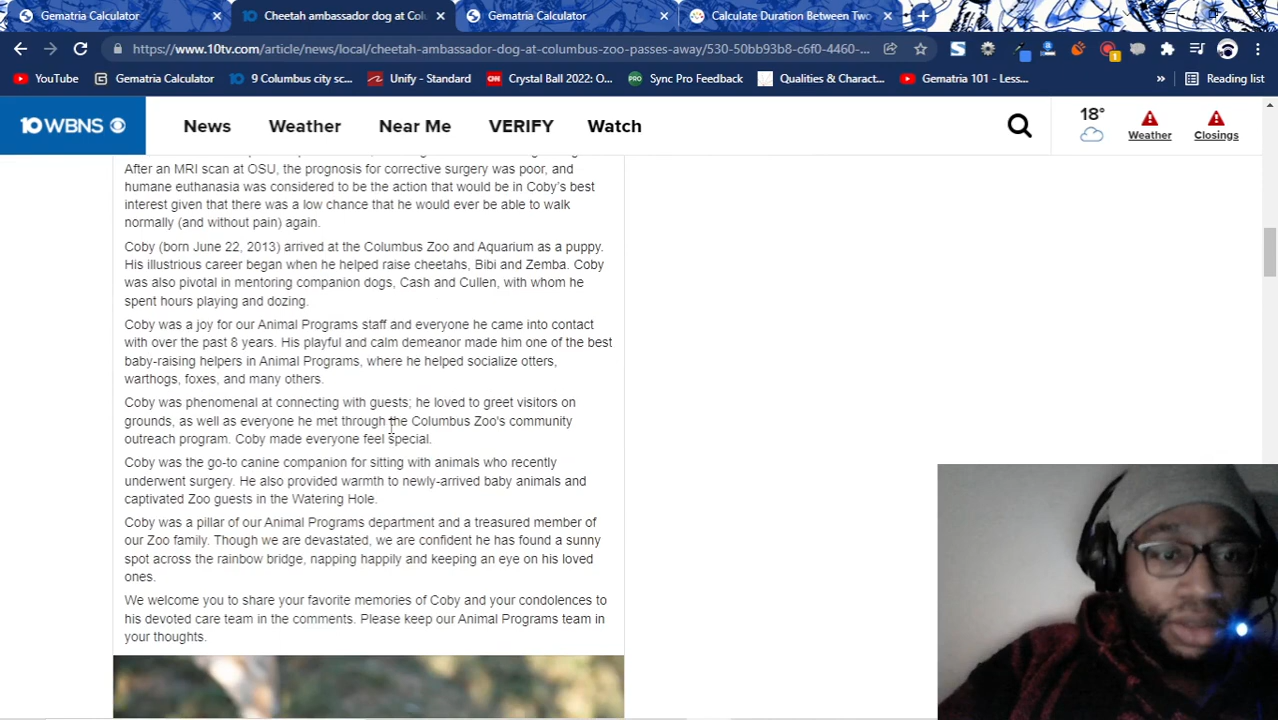 Gematria Calculator
Cheetah ambassador dog at Col
Gematria Calculator
Calculate Duration Between Two
https://www.10tv.com/article/news/local/cheetah-ambassador-dog-at-columbus-zoo-passes-away/530-50bb93b8-c6f0-4460-...
YouTube
Gematria Calculator
9 Columbus city sc...
Unify - Standard
Crystal Ball 2022: O...
Sync Pro Feedback
Qualities & Charact...
Gematria 101 - Less...
»
Reading list
10 WBNS
News
Weather
Near Me
VERIFY
Watch
18°
Weather
Closings
After an MRI scan at OSU, the prognosis for corrective surgery was poor, and
humane euthanasia was considered to be the action that would be in Coby's best
interest given that there was a low chance that he would ever be able to walk
normally (and without pain) again.
Coby (born June 22, 2013) arrived at the Columbus Zoo and Aquarium as a puppy.
His illustrious career began when he helped raise cheetahs, Bibi and Zemba. Coby
was also pivotal in mentoring companion dogs, Cash and Cullen, with whom he
spent hours playing and dozing.
Coby was a joy for our Animal Programs staff and everyone he came into contact
with over the past 8 years. His playful and calm demeanor made him one of the best
baby-raising helpers in Animal Programs, where he helped socialize otters,
warthogs, foxes, and many others.
Coby was phenomenal at connecting with guests; he loved to greet visitors on
grounds, as well as everyone he met through the Columbus Zoo's community
outreach program. Coby made everyone feel special.
Coby was the go-to canine companion for sitting with animals who recently
underwent surgery. He also provided warmth to newly-arrived baby animals and
captivated Zoo guests in the Watering Hole.
Coby was a pillar of our Animal Programs department and a treasured member of
our Zoo family. Though we are devastated, we are confident he has found a sunny
spot across the rainbow bridge, napping happily and keeping an eye on his loved
ones.
We welcome you to share your favorite memories of Coby and your condolences to
his devoted care team in the comments. Please keep our Animal Programs team in
your thoughts.